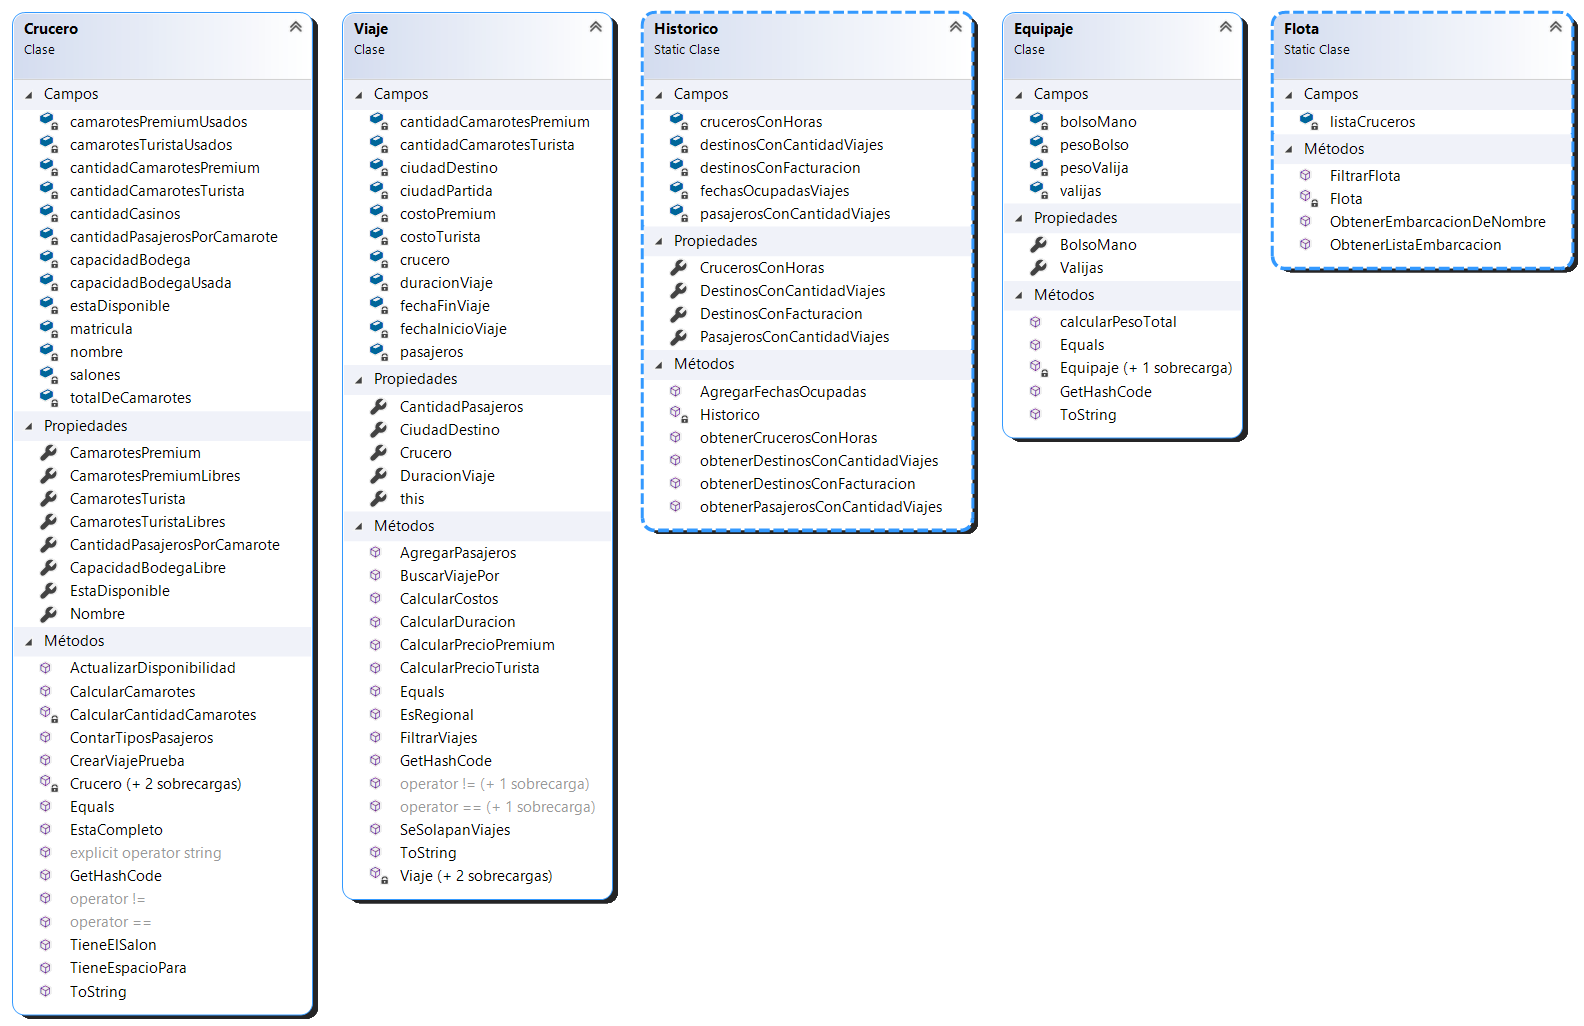 Crucero
Clase
Campos
camarotesPremiumUsados
camarotesTuristaUsados
cantidadCamarotesPremium
cantidadCamarotesTurista
cantidadCasinos
cantidadPasajerosPorCamarote
capacidadBodega
capacidadBodegaUsada
estaDisponible
matricula
nombre
salones
totalDeCamarotes
Propiedades
CamarotesPremium
CamarotesPremiumLibres
CamarotesTurista
CamarotesTuristaLibres
CantidadPasajerosPorCamarote
CapacidadBodegaLibre
EstaDisponible
Nombre
Métodos
ActualizarDisponibilidad
CalcularCamarotes
CalcularCantidadCamarotes
ContarTiposPasajeros
CrearViajePrueba
Crucero (+ 2 sobrecargas)
Equals
EstaCompleto
explicit operator string
GetHashCode
operator !=
operator ==
TieneElSalon
TieneEspacioPara
ToString
Viaje
Clase
Campos
cantidadCamarotesPremium
cantidadCamarotesTurista
ciudadDestino
ciudadPartida
costoPremium
costoTurista
crucero
duracionViaje
fechaFinViaje
fechaInicioViaje
pasajeros
Propiedades
CantidadPasajeros
CiudadDestino
Crucero
DuracionViaje
this
Métodos
AgregarPasajeros
BuscarViajePor
CalcularCostos
CalcularDuracion
CalcularPrecioPremium
CalcularPrecioTurista
Equals
EsRegional
FiltrarViajes
GetHashCode
operator != (+ 1 sobrecarga)
operator == (+ 1 sobrecarga)
SeSolapanViajes
ToString
Viaje (+ 2 sobrecargas)
Historico
Static Clase
Campos
crucerosConHoras
destinosConCantidadViajes
destinosConFacturacion
fechasOcupadasViajes
pasajerosConCantidadViajes
Propiedades
CrucerosConHoras
DestinosConCantidadViajes
DestinosConFacturacion
PasajerosConCantidadViajes
Métodos
AgregarFechasOcupadas
Historico
obtenerCrucerosConHoras
obtenerDestinosConCantidadViajes
obtenerDestinosConFacturacion
obtenerPasajerosConCantidadViajes
Equipaje
Clase
Campos
bolsoMano
pesoBolso
pesoValija
valijas
Propiedades
BolsoMano
Valijas
Métodos
calcularPesoTotal
Equals
Equipaje (+ 1 sobrecarga)
GetHashCode
ToString
Flota
Static Clase
Campos
listaCruceros
Métodos
FiltrarFlota
Flota
ObtenerEmbarcacionDeNombre
ObtenerListaEmbarcacion